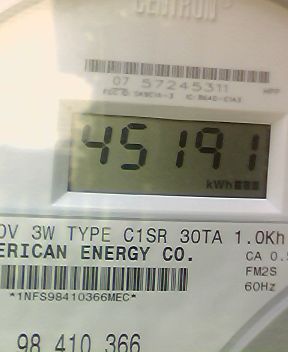 CENTRON
07 57245311
45191
kWh
0V 3W TYPE C1SR 30TA 1.0Kh
ERICAN ENERGY CO.
CA 0.5
FM2S
60Hz
*1NFS98410366MEC*
98 410 366